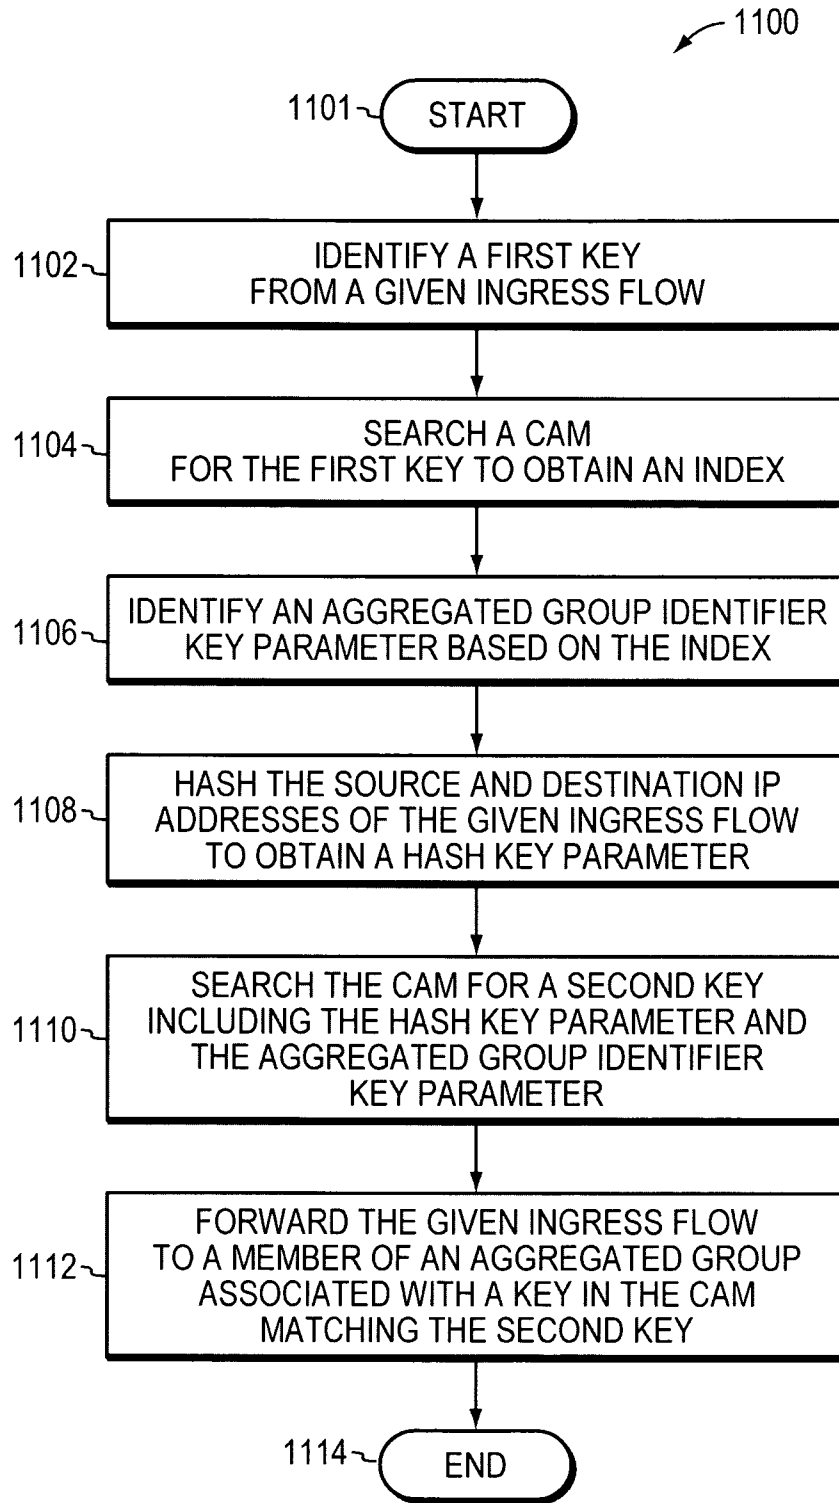 1100
1101
START
1102
IDENTIFY A FIRST KEY
FROM A GIVEN INGRESS FLOW
1104
SEARCH A CAM
FOR THE FIRST KEY TO OBTAIN AN INDEX
1106
IDENTIFY AN AGGREGATED GROUP IDENTIFIER
KEY PARAMETER BASED ON THE INDEX
1108
HASH THE SOURCE AND DESTINATION IP
ADDRESSES OF THE GIVEN INGRESS FLOW
TO OBTAIN A HASH KEY PARAMETER
1110
SEARCH THE CAM FOR A SECOND KEY
INCLUDING THE HASH KEY PARAMETER AND
THE AGGREGATED GROUP IDENTIFIER
KEY PARAMETER
1112
FORWARD THE GIVEN INGRESS FLOW
TO A MEMBER OF AN AGGREGATED GROUP
ASSOCIATED WITH A KEY IN THE CAM
MATCHING THE SECOND KEY
1114
END